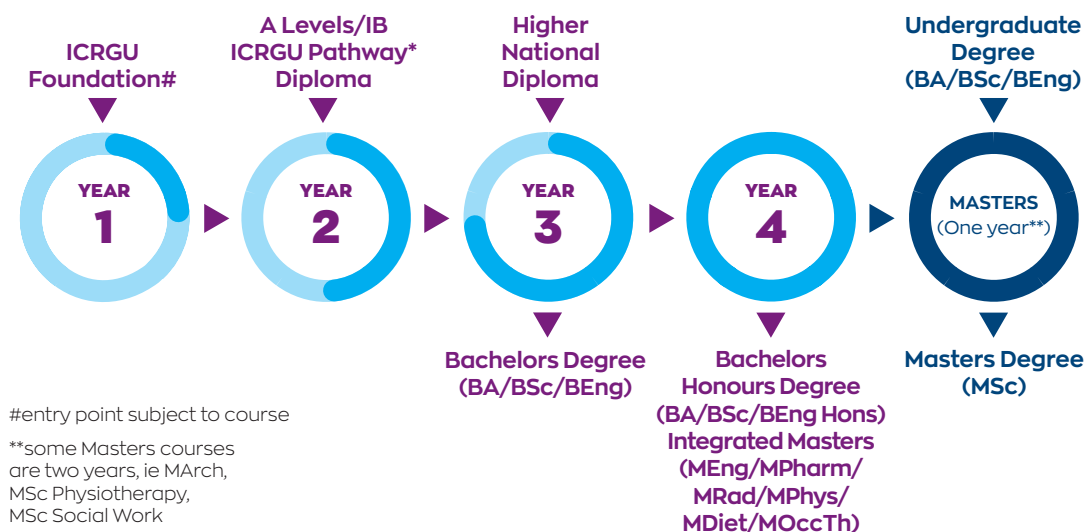 ICRGU
Foundation#
A Levels/IB
ICRGU Pathway*
Diploma
Higher
National
Diploma
Undergraduate
Degree
(BA/BSc/BEng)
YEAR
1
YEAR
2
YEAR
3
YEAR
4
MASTERS
(One year**)
Bachelors Degree
(BA/BSc/BEng)
Bachelors
Honours Degree
(BA/BSc/BEng Hons)
Integrated Masters
(MEng/MPharm/
MRad/MPhys/
MDiet/MOccTh)
Masters Degree
(MSc)
#entry point subject to course
**some Masters courses
are two years, ie MArch,
MSc Physiotherapy,
MSc Social Work